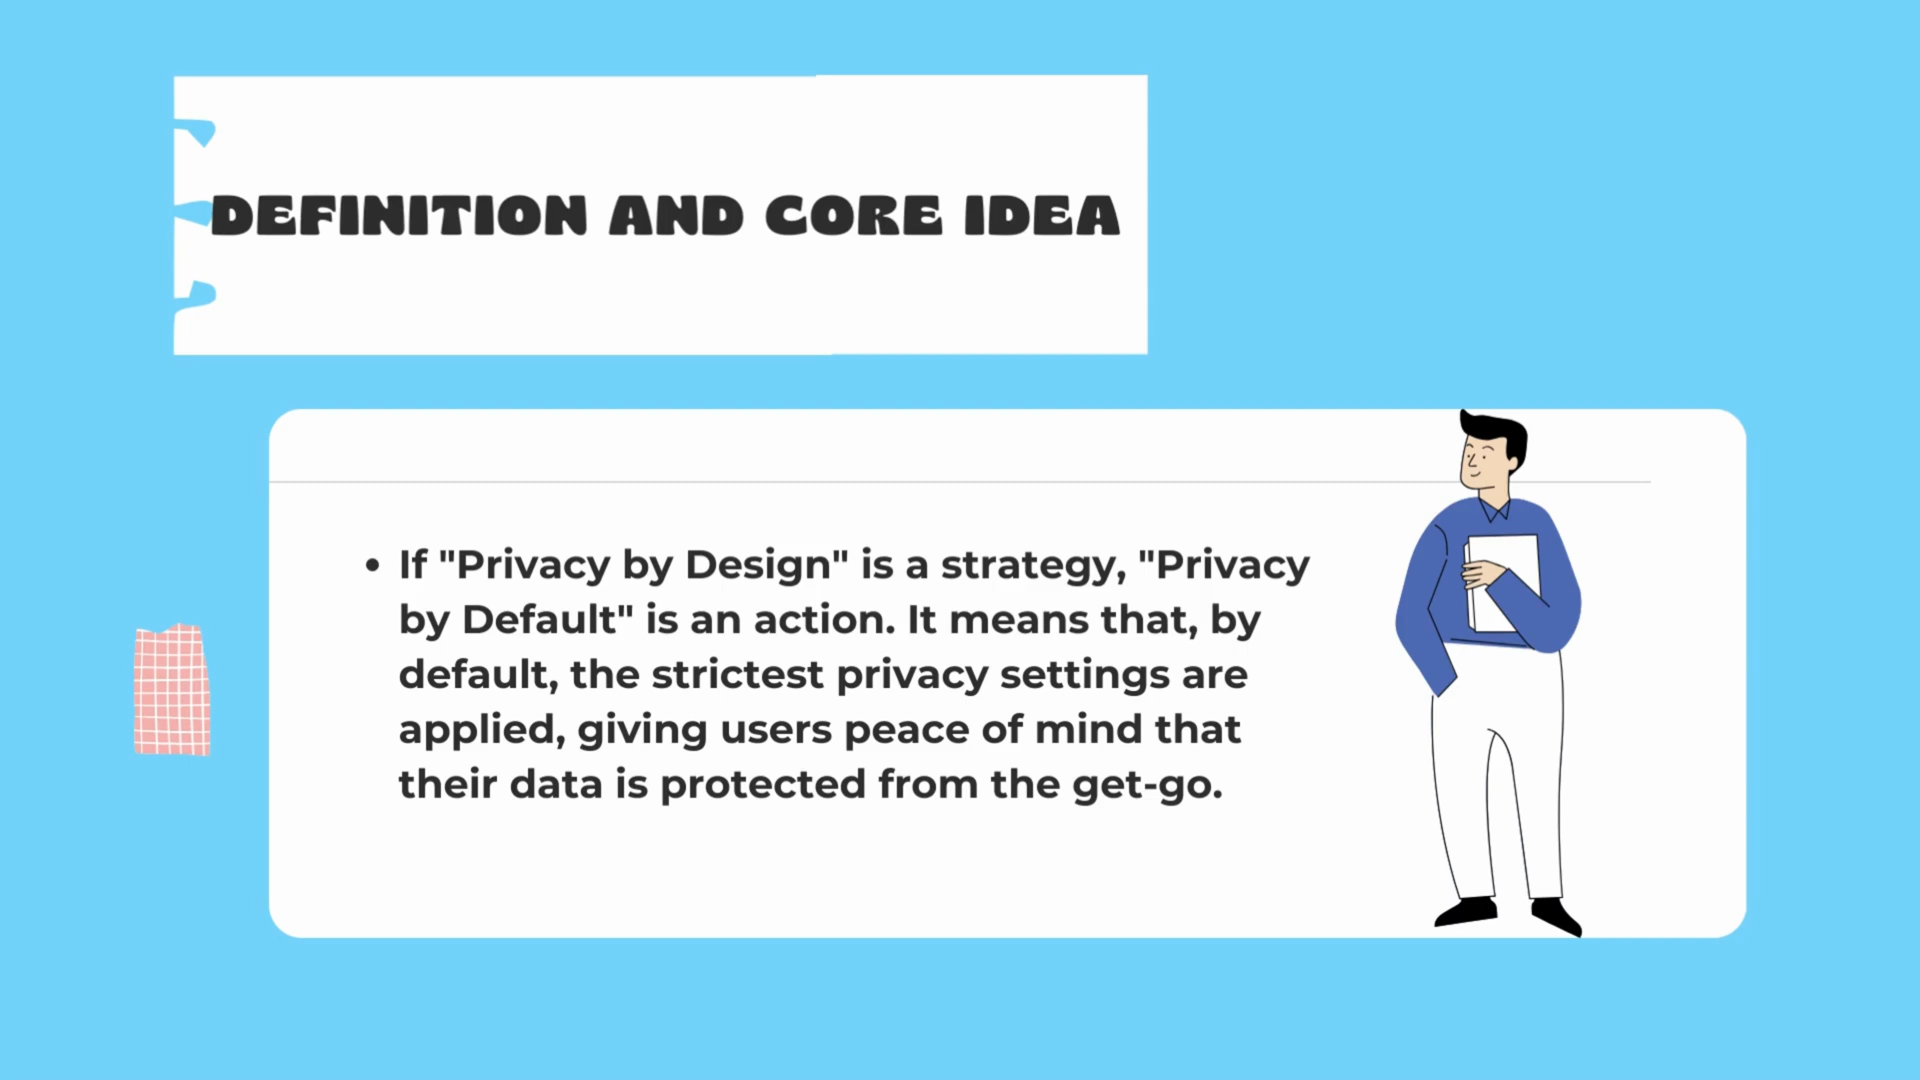 DEFINITION AND CORE IDEA
• If "Privacy by Design" is a strategy, "Privacy
by Default" is an action. It means that, by
default, the strictest privacy settings are
applied, giving users peace of mind that
their data is protected from the get-go.